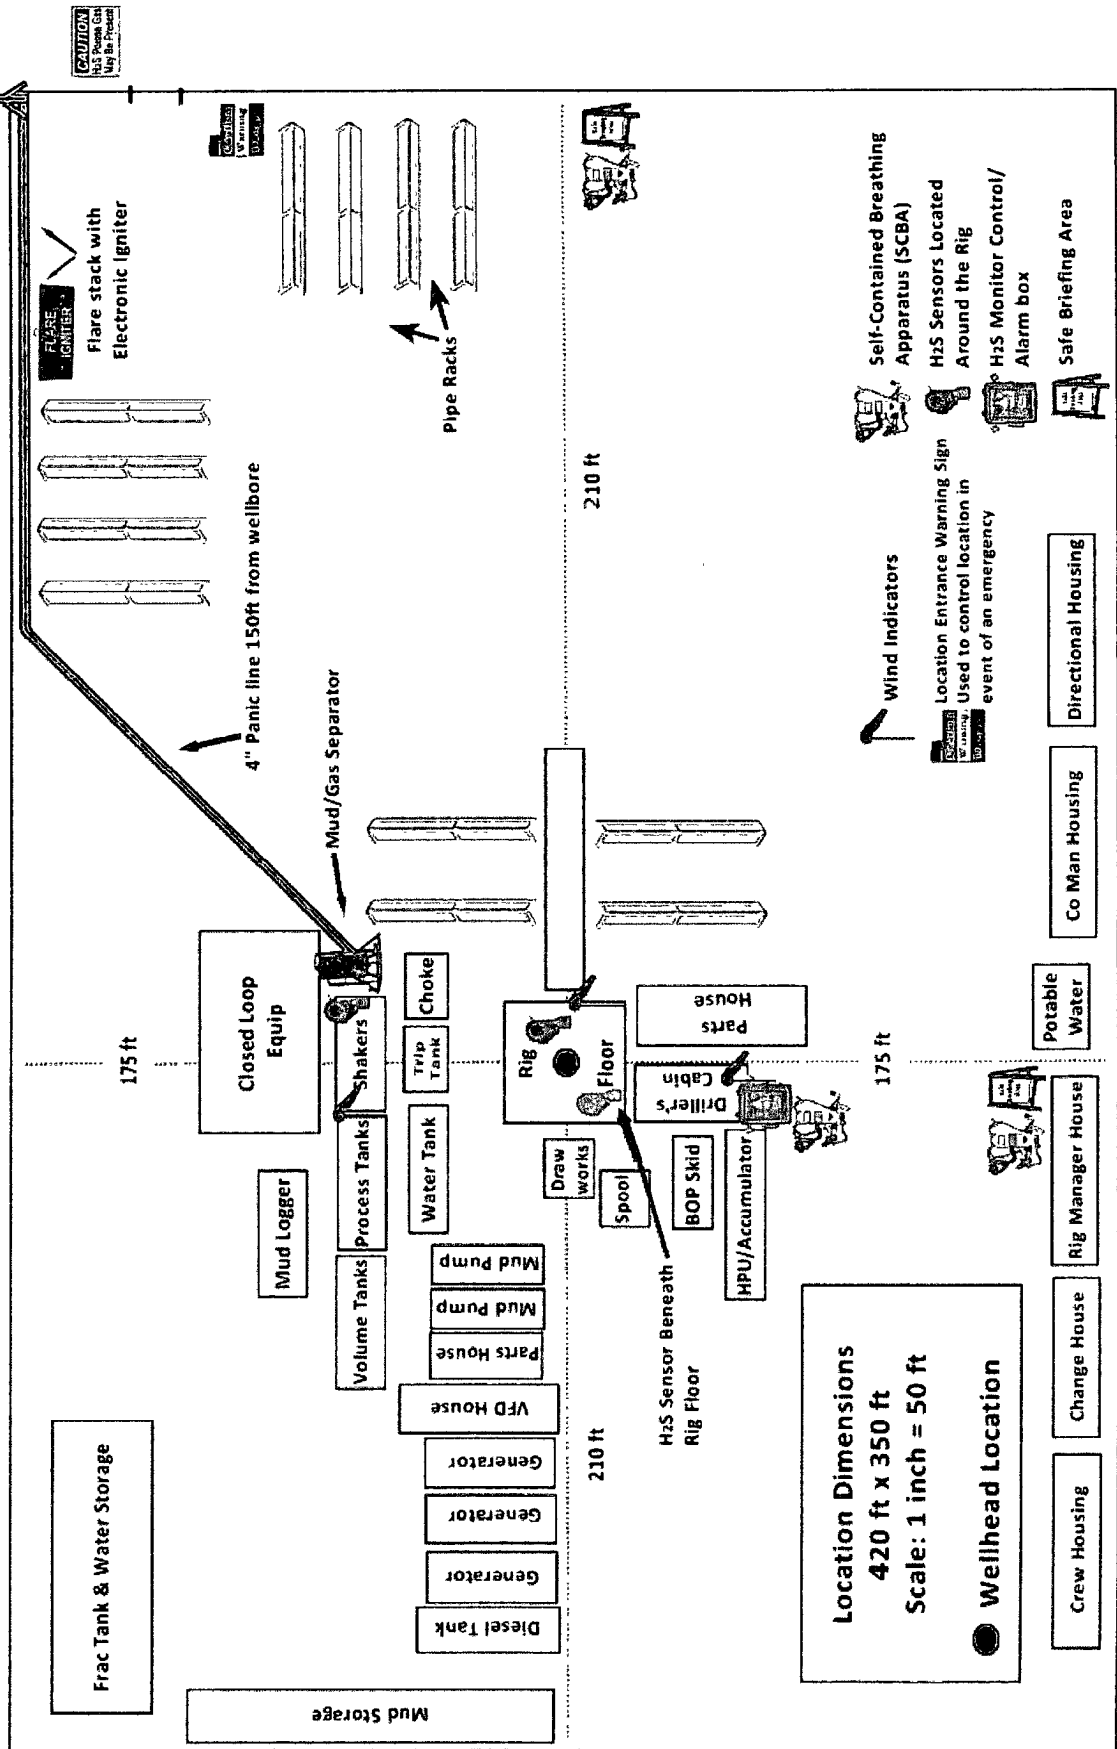 CAUTION
H2S Poison Gas
May Be Present
FLARE
IGNITER
Flare stack with
Electronic Igniter
Warning
Pipe Racks
4" Panic line 150ft from wellbore
Mud/Gas Separator
210 ft
175 ft
Closed Loop
Equip
Shakers
Choke
Trip
Tank
Rig
Floor
Parts
House
Driller's
Cabin
175 ft
Potable
Water
Mud Logger
Process Tanks
Water Tank
Draw
works
Spool
BOP Skid
HPU/Accumulator
Volume Tanks
Mud Pump
Mud Pump
Parts House
VFD House
Generator
Generator
Generator
Diesel Tank
Mud Storage
Frac Tank & Water Storage
H2S Sensor Beneath
Rig Floor
210 ft
Wind Indicators
Location Entrance Warning Sign
Used to control location in
event of an emergency
Self-Contained Breathing
Apparatus (SCBA)
H2S Sensors Located
Around the Rig
H2S Monitor Control/
Alarm box
Safe Briefing Area
Location Dimensions
420 ft x 350 ft
Scale: 1 inch = 50 ft
Wellhead Location
Crew Housing
Change House
Rig Manager House
Co Man Housing
Directional Housing